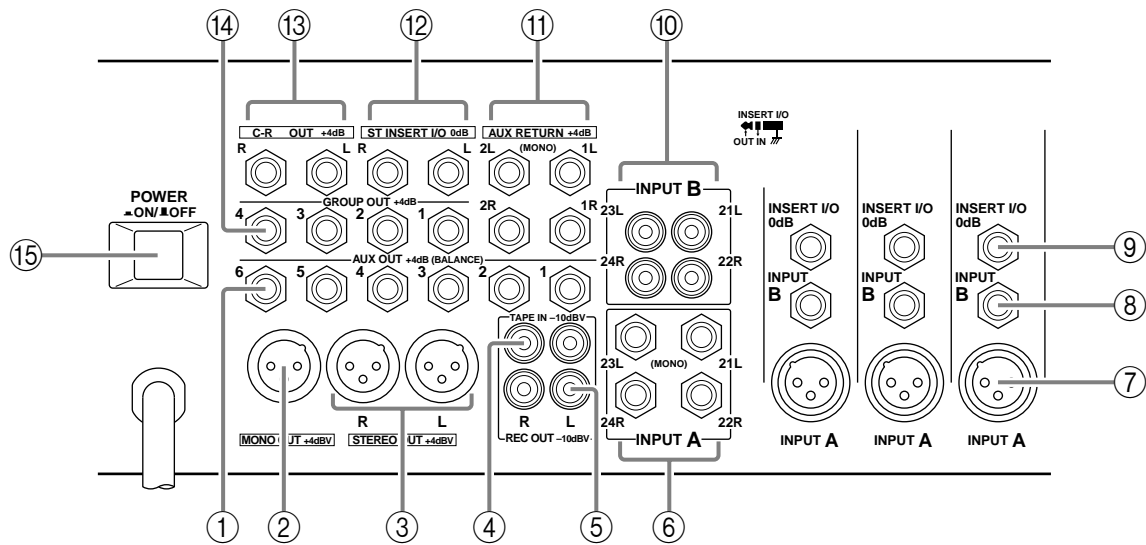 ⑭ ⑬ ⑫ ⑪ ⑩
INSERT I/O
OUT IN
C-R OUT +4dB
ST INSERT I/O 0dB
AUX RETURN +4dB
R L R L 2L (MONO) 1L
POWER
ON/ OFF
INPUT B
GROUP OUT +4dB
4 3 2 1 2R 1R
23L 21L
INSERT I/O
0dB
INSERT I/O
0dB
INSERT I/O
0dB
⑮
⑨
24R 22R
AUX OUT +4dB (BALANCE)
6 5 4 3 2 1
INPUT
B
INPUT
B
INPUT
B
⑧
TAPE IN –10dBV
23L (MONO) 21L
⑦
24R 22R
R L
R L
MONO OUT +4dBV
STEREO OUT +4dBV
REC OUT –10dBV
INPUT A
INPUT A
INPUT A
INPUT A
① ② ③ ④ ⑤ ⑥